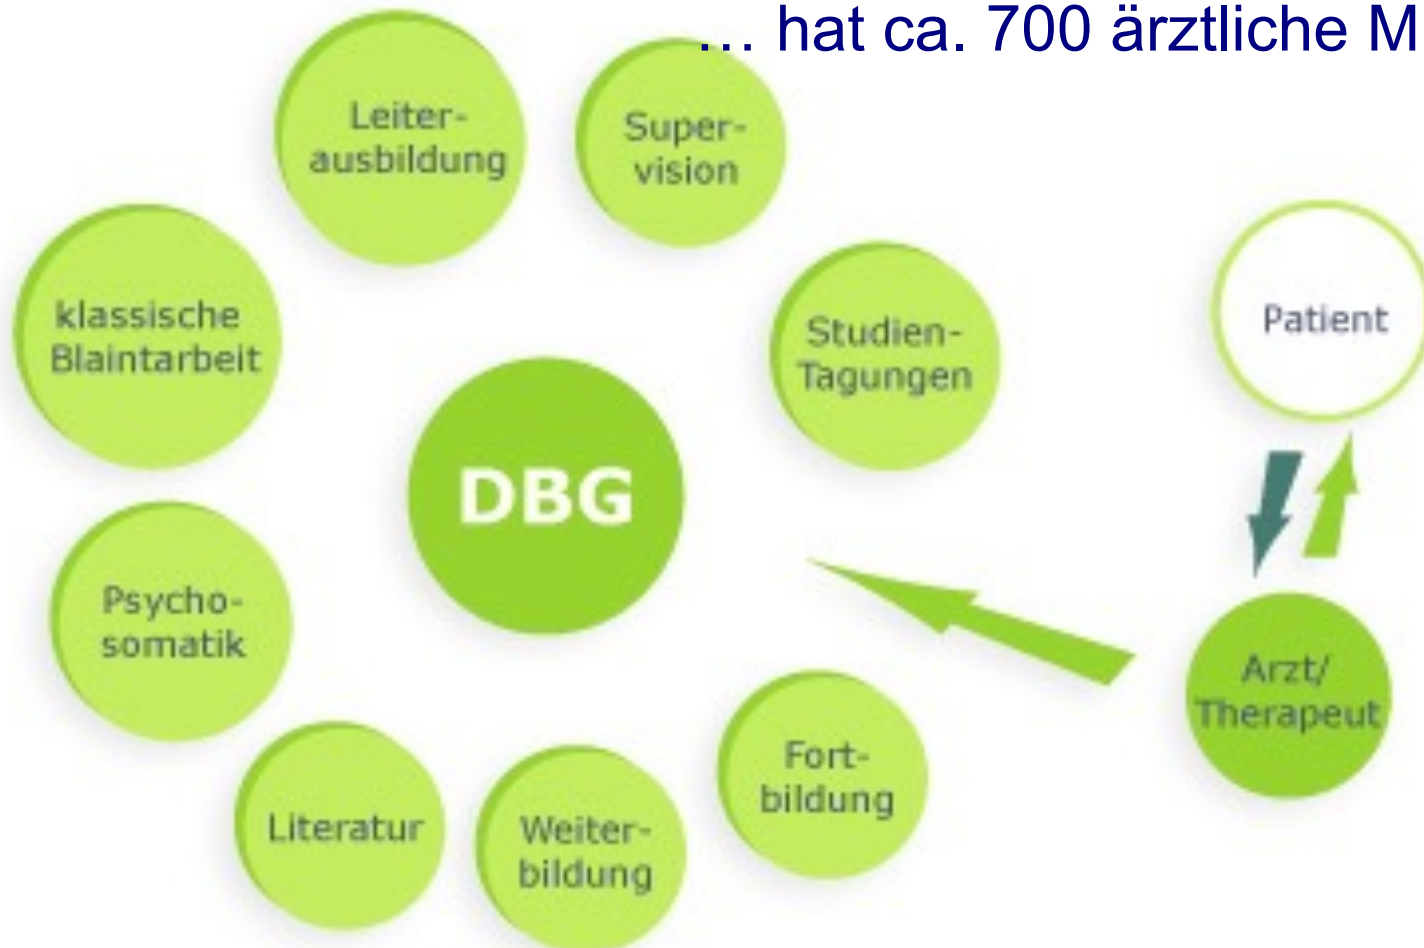 … hat ca. 700 ärztliche M
Leiter-
ausbildung
Super-
vision
klassische
Blaintarbeit
Studien-
Tagungen
Patient
DBG
Psycho-
somatik
Arzt/
Therapeut
Fort-
bildung
Literatur
Weiter-
bildung